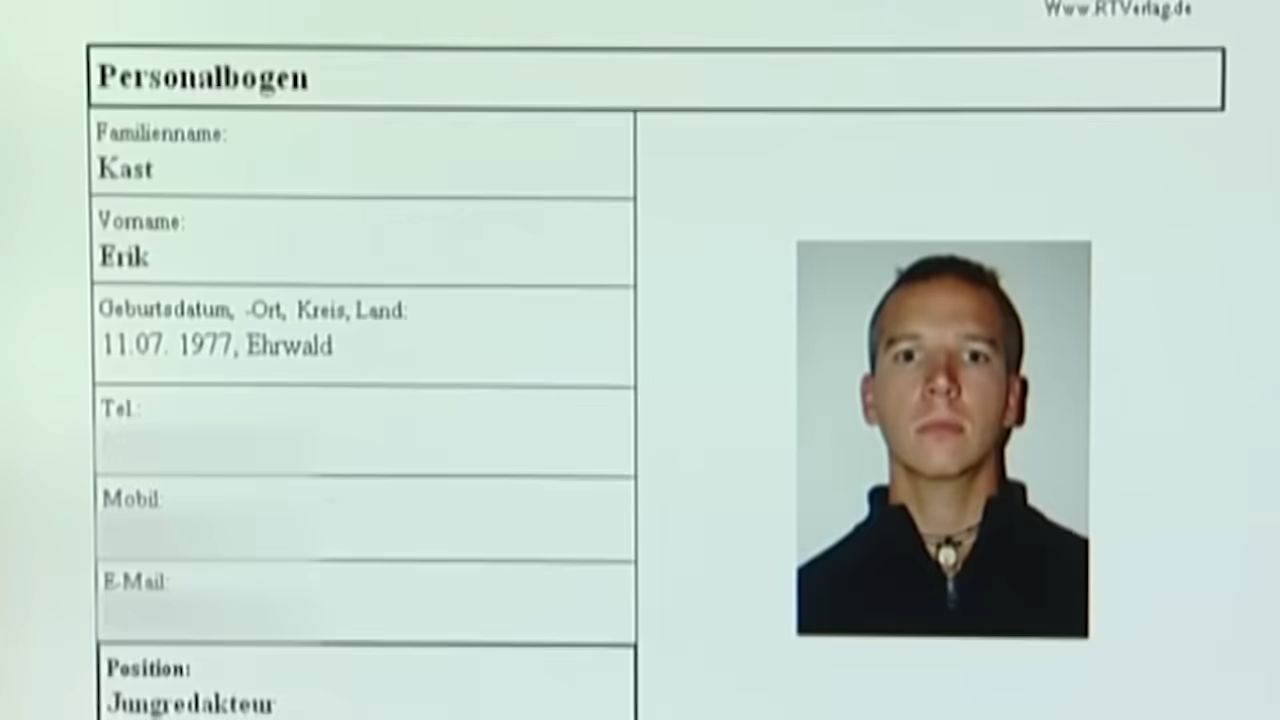 Www.RTVerlag.de
Personalbogen
Familienname:
Kast
Vorname:
Erik
Geburtsdatum, -Ort, Kreis, Land:
11.07. 1977, Ehrwald
Tel.:
Mobil:
E-Mail:
Position:
Jungredakteur